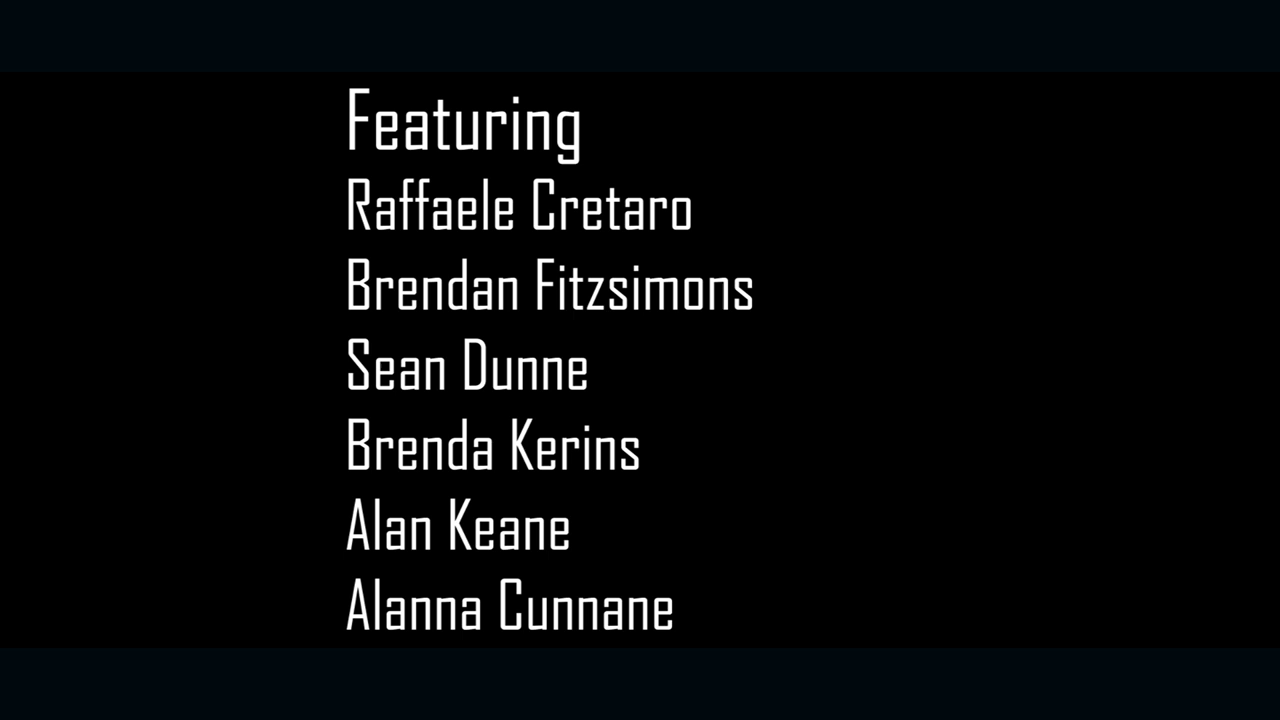 Featuring
Raffaele Cretaro
Brendan Fitzsimons
Sean Dunne
Brenda Kerins
Alan Keane
Alanna Cunnane